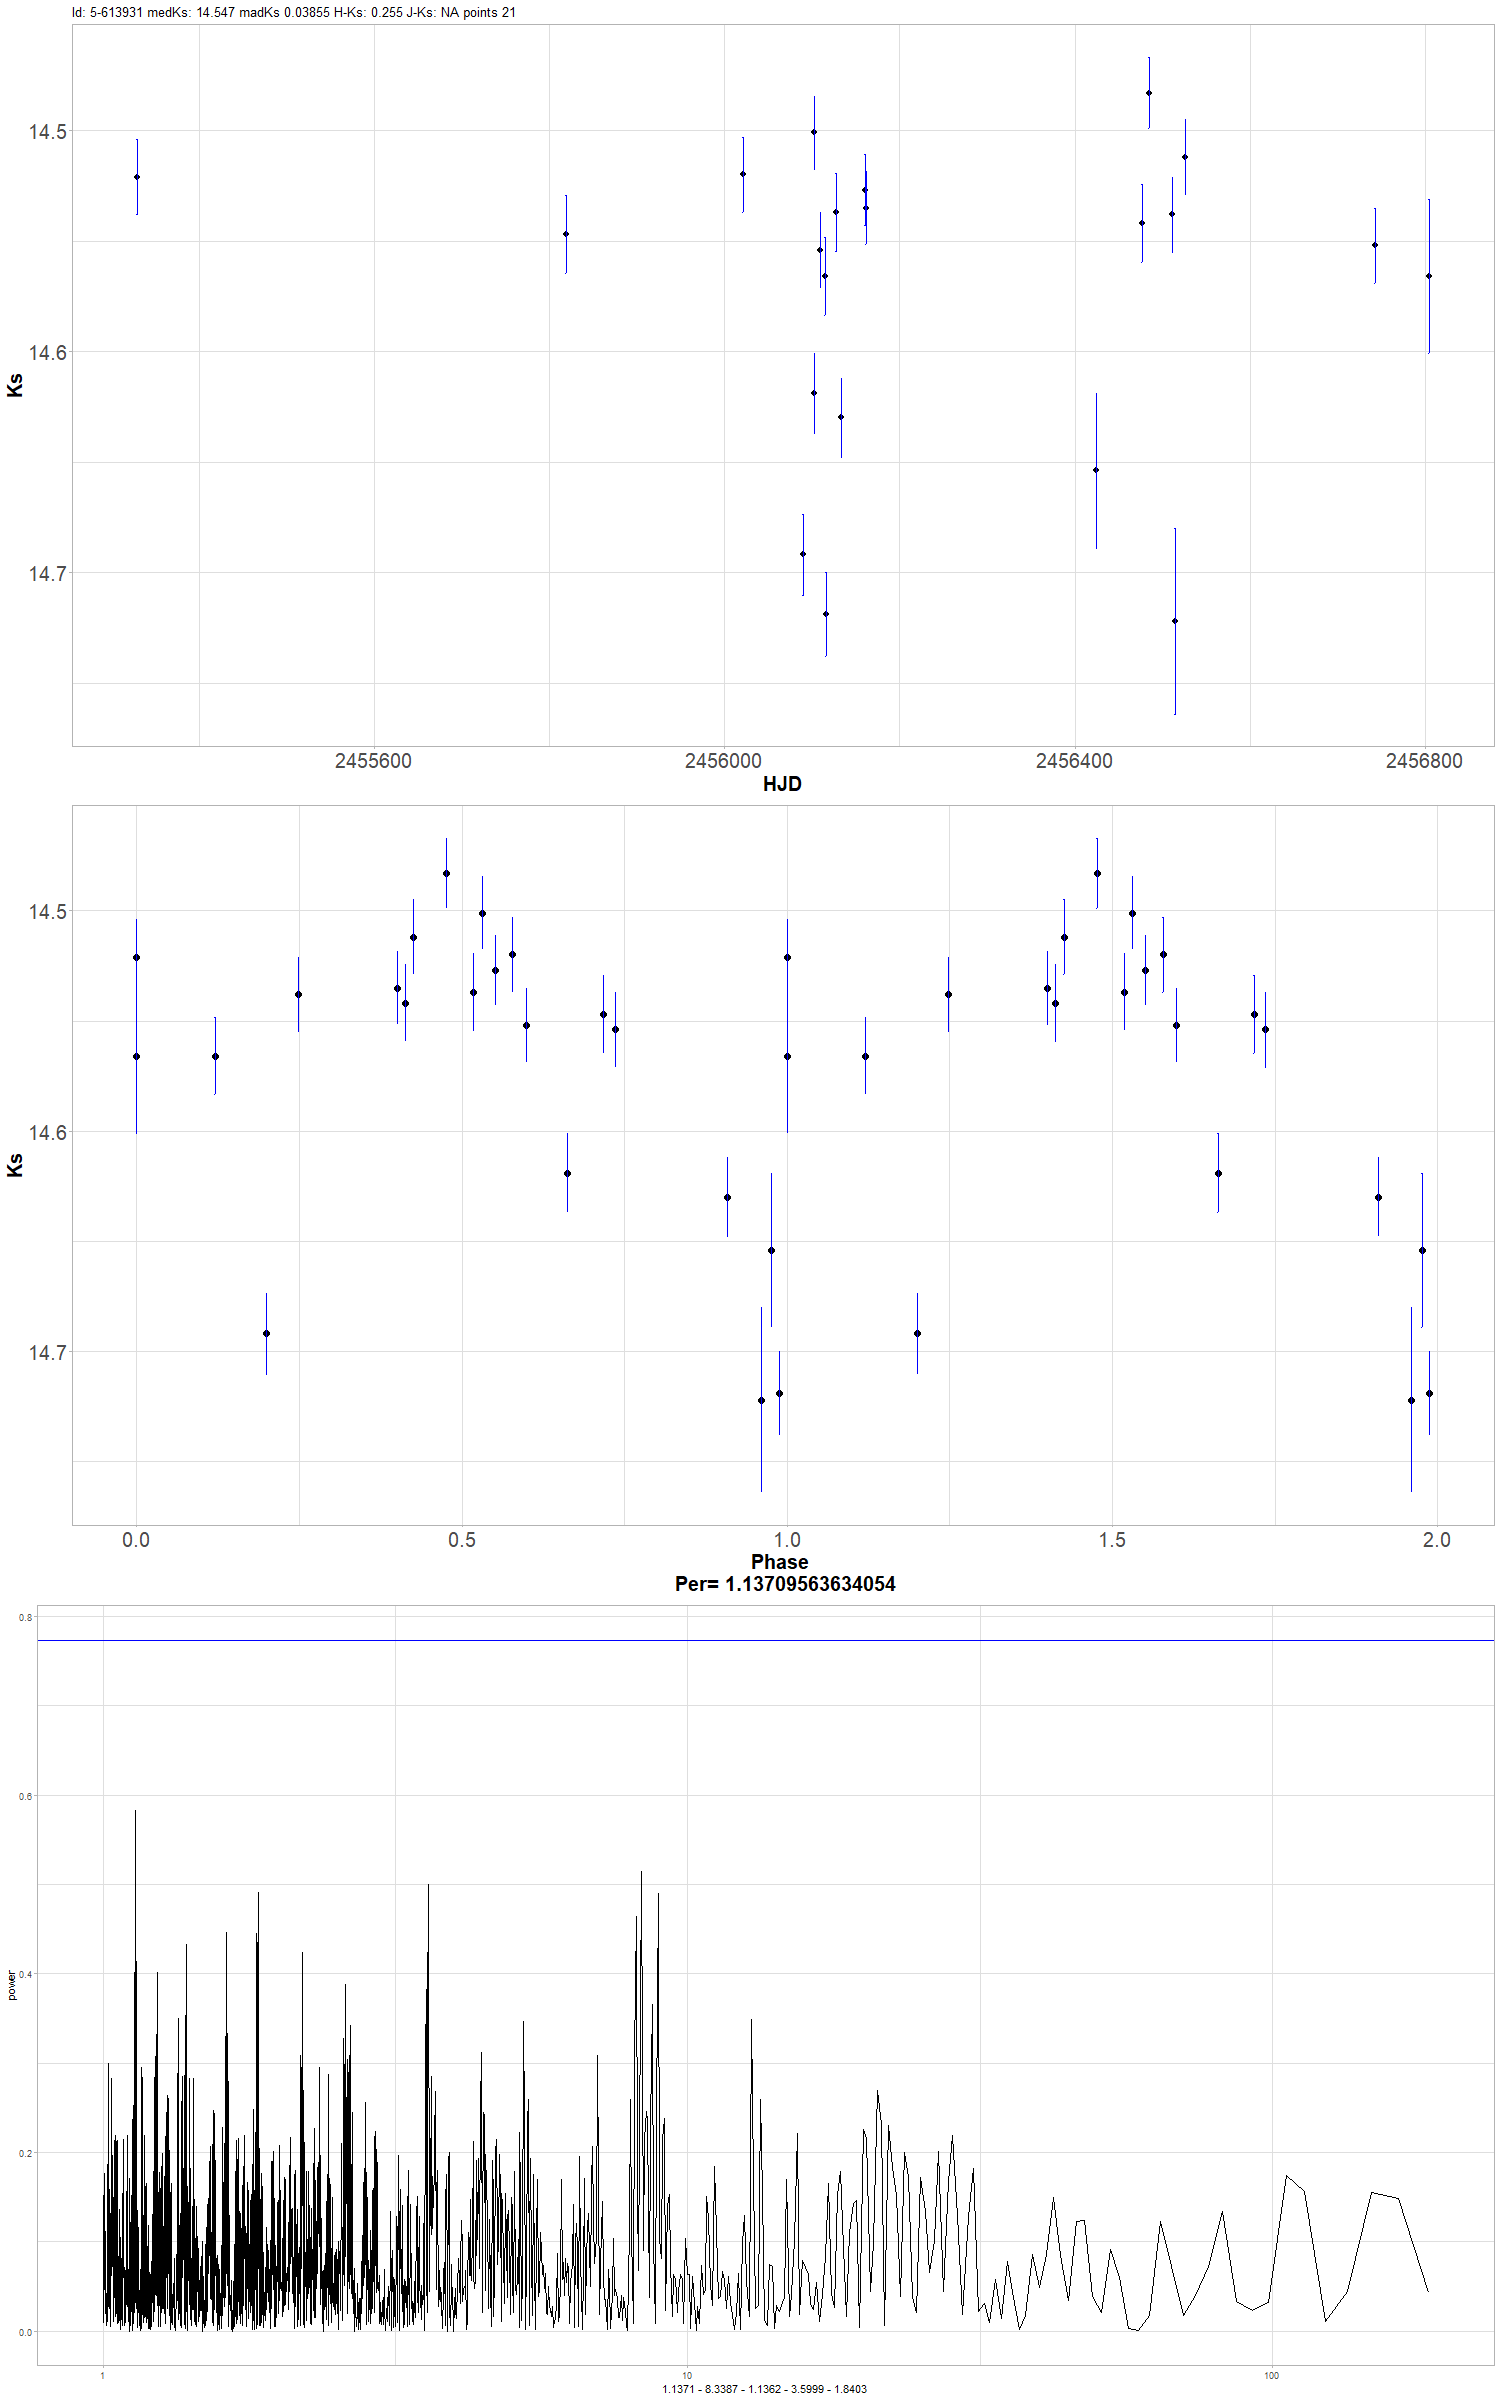 Id: 5-613931 medKs: 14.547 madKs 0.03855 H-Ks: 0.255 J-Ks: NA points 21
14.5
14.6
14.7
Ks
2455600 2456000 2456400 2456800
HJD
14.5
14.6
14.7
Ks
0.0 0.5 1.0 1.5 2.0
Phase
Per= 1.13709563634054
0.8
0.6
0.4
0.2
0.0
power
1 10 100
1.1371 - 8.3387 - 1.1362 - 3.5999 - 1.8403